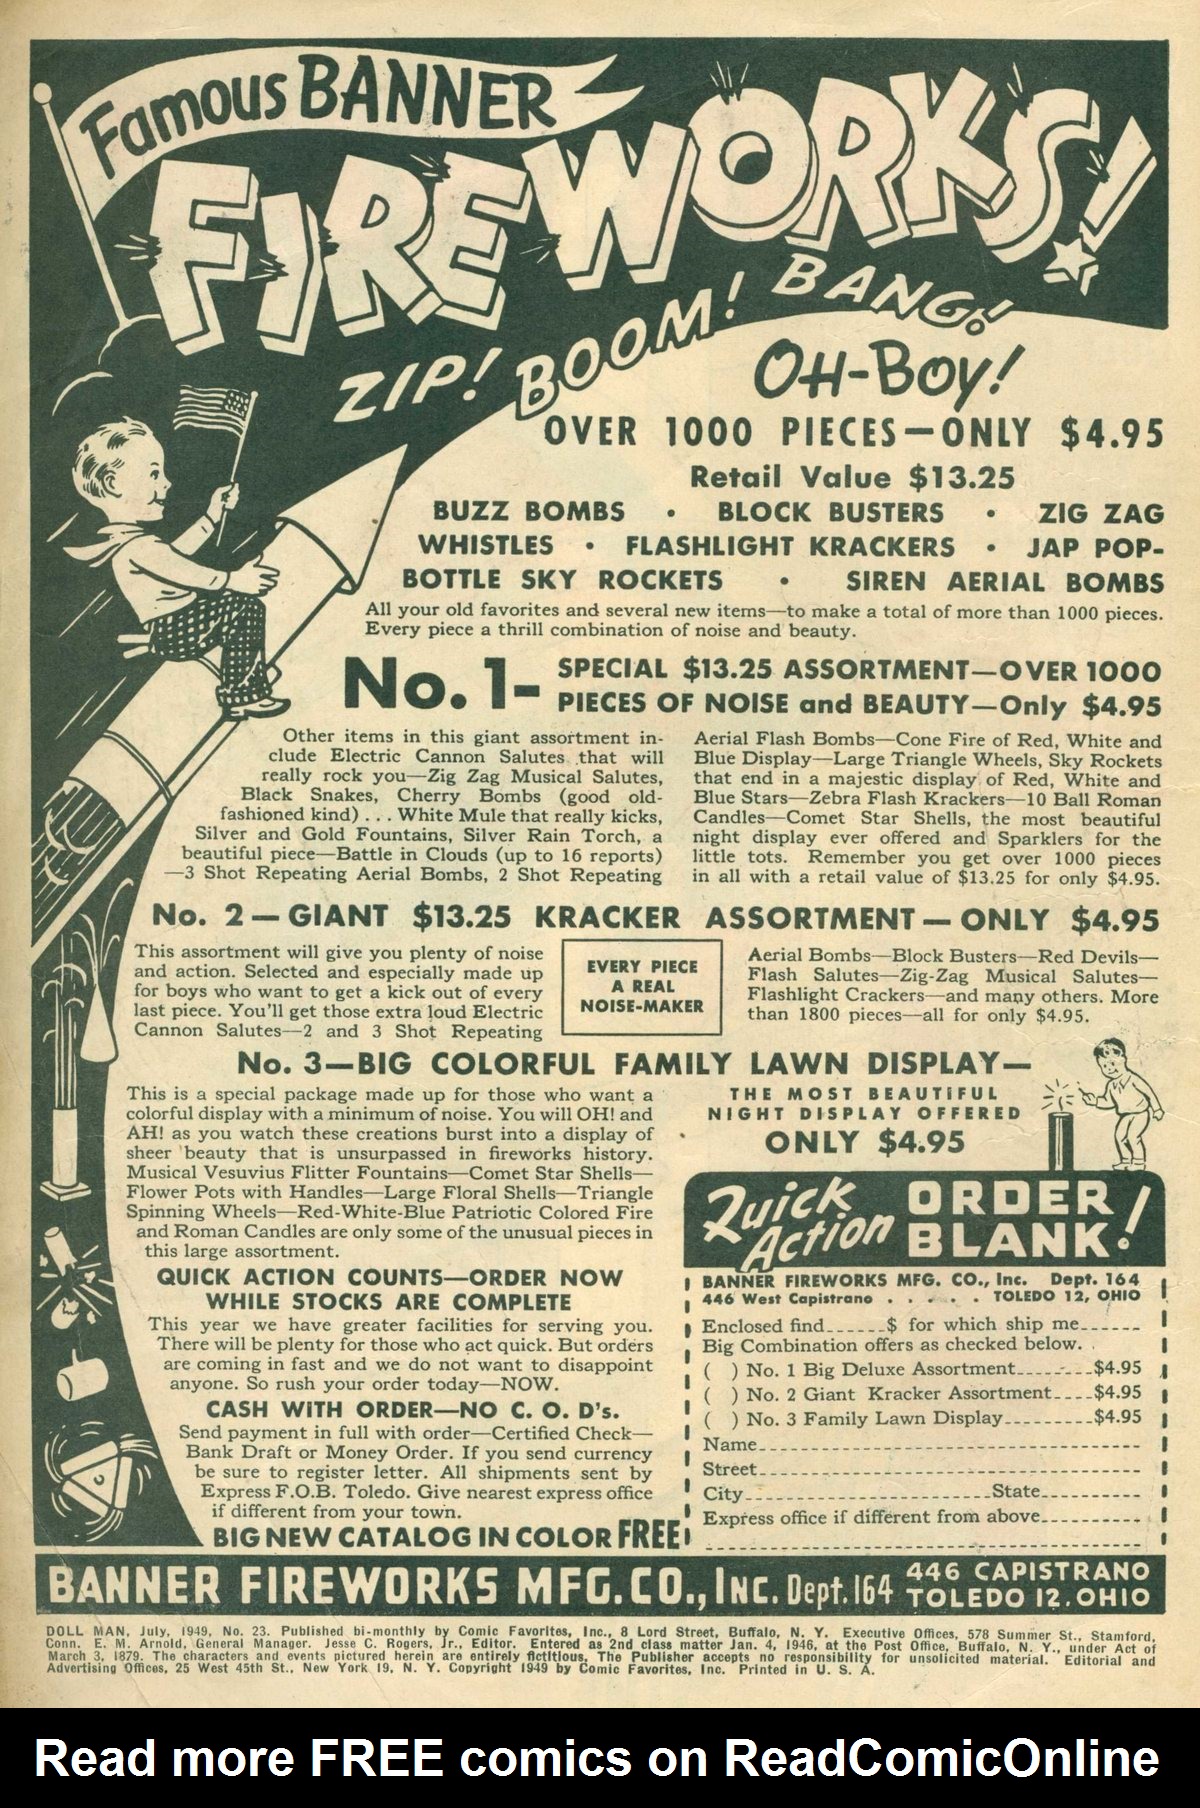 Famous BANNER
FIREWORKS!
ZIP! BOOM! BANG!
OH-BOY!
OVER 1000 PIECES—ONLY $4.95
Retail Value $13.25
BUZZ BOMBS • BLOCK BUSTERS • ZIG ZAG
WHISTLES • FLASHLIGHT KRACKERS • JAP POP-
BOTTLE SKY ROCKETS • SIREN AERIAL BOMBS
All your old favorites and several new items—to make a total of more than 1000 pieces.
Every piece a thrill combination of noise and beauty.
No. 1- SPECIAL $13.25 ASSORTMENT—OVER 1000
PIECES OF NOISE and BEAUTY—Only $4.95
Other items in this giant assortment in-
clude Electric Cannon Salutes that will
really rock you—Zig Zag Musical Salutes,
Black Snakes, Cherry Bombs (good old-
fashioned kind) . . . White Mule that really kicks,
Silver and Gold Fountains, Silver Rain Torch, a
beautiful piece—Battle in Clouds (up to 16 reports)
—3 Shot Repeating Aerial Bombs, 2 Shot Repeating
Aerial Flash Bombs—Cone Fire of Red, White and
Blue Display—Large Triangle Wheels, Sky Rockets
that end in a majestic display of Red, White and
Blue Stars—Zebra Flash Krackers—10 Ball Roman
Candles—Comet Star Shells, the most beautiful
night display ever offered and Sparklers for the
little tots. Remember you get over 1000 pieces
in all with a retail value of $13.25 for only $4.95.
No. 2—GIANT $13.25 KRACKER ASSORTMENT—ONLY $4.95
This assortment will give you plenty of noise
and action. Selected and especially made up
for boys who want to get a kick out of every
last piece. You'll get those extra loud Electric
Cannon Salutes—2 and 3 Shot Repeating
EVERY PIECE
A REAL
NOISE-MAKER
Aerial Bombs—Block Busters—Red Devils—
Flash Salutes—Zig-Zag Musical Salutes—
Flashlight Crackers—and many others. More
than 1800 pieces—all for only $4.95.
No. 3—BIG COLORFUL FAMILY LAWN DISPLAY—
This is a special package made up for those who want a
colorful display with a minimum of noise. You will OH! and
AH! as you watch these creations burst into a display of
sheer beauty that is unsurpassed in fireworks history.
Musical Vesuvius Flitter Fountains—Comet Star Shells—
Flower Pots with Handles—Large Floral Shells—Triangle
Spinning Wheels—Red-White-Blue Patriotic Colored Fire
and Roman Candles are only some of the unusual pieces in
this large assortment.
THE MOST BEAUTIFUL
NIGHT DISPLAY OFFERED
ONLY $4.95
QUICK ACTION COUNTS—ORDER NOW
WHILE STOCKS ARE COMPLETE
This year we have greater facilities for serving you.
There will be plenty for those who act quick. But orders
are coming in fast and we do not want to disappoint
anyone. So rush your order today—NOW.
CASH WITH ORDER—NO C. O. D's.
Send payment in full with order—Certified Check—
Bank Draft or Money Order. If you send currency
be sure to register letter. All shipments sent by
Express F.O.B. Toledo. Give nearest express office
if different from your town.
BIG NEW CATALOG IN COLOR FREE
Quick Action ORDER BLANK!
BANNER FIREWORKS MFG. CO., Inc. Dept. 164
446 West Capistrano . . . . . TOLEDO 12, OHIO
Enclosed find______$ for which ship me______
Big Combination offers as checked below.
( ) No. 1 Big Deluxe Assortment________$4.95
( ) No. 2 Giant Kracker Assortment____$4.95
( ) No. 3 Family Lawn Display_________$4.95
Name
Street
City State
Express office if different from above
BANNER FIREWORKS MFG. CO., INC. Dept. 164 446 CAPISTRANO
TOLEDO 12, OHIO
DOLL MAN, July, 1949, No. 23. Published bi-monthly by Comic Favorites, Inc., 8 Lord Street, Buffalo, N. Y. Executive Offices, 578 Summer St., Stamford,
Conn. E. M. Arnold, General Manager. Jesse C. Rogers, Jr., Editor. Entered as 2nd class matter Jan. 4, 1946, at the Post Office, Buffalo, N. Y., under Act of
March 3, 1879. The characters and events pictured herein are entirely fictitious. The Publisher accepts no responsibility for unsolicited material. Editorial and
Advertising Offices, 25 West 45th St., New York 19, N. Y. Copyright 1949 by Comic Favorites, Inc. Printed in U. S. A.
Read more FREE comics on ReadComicOnline